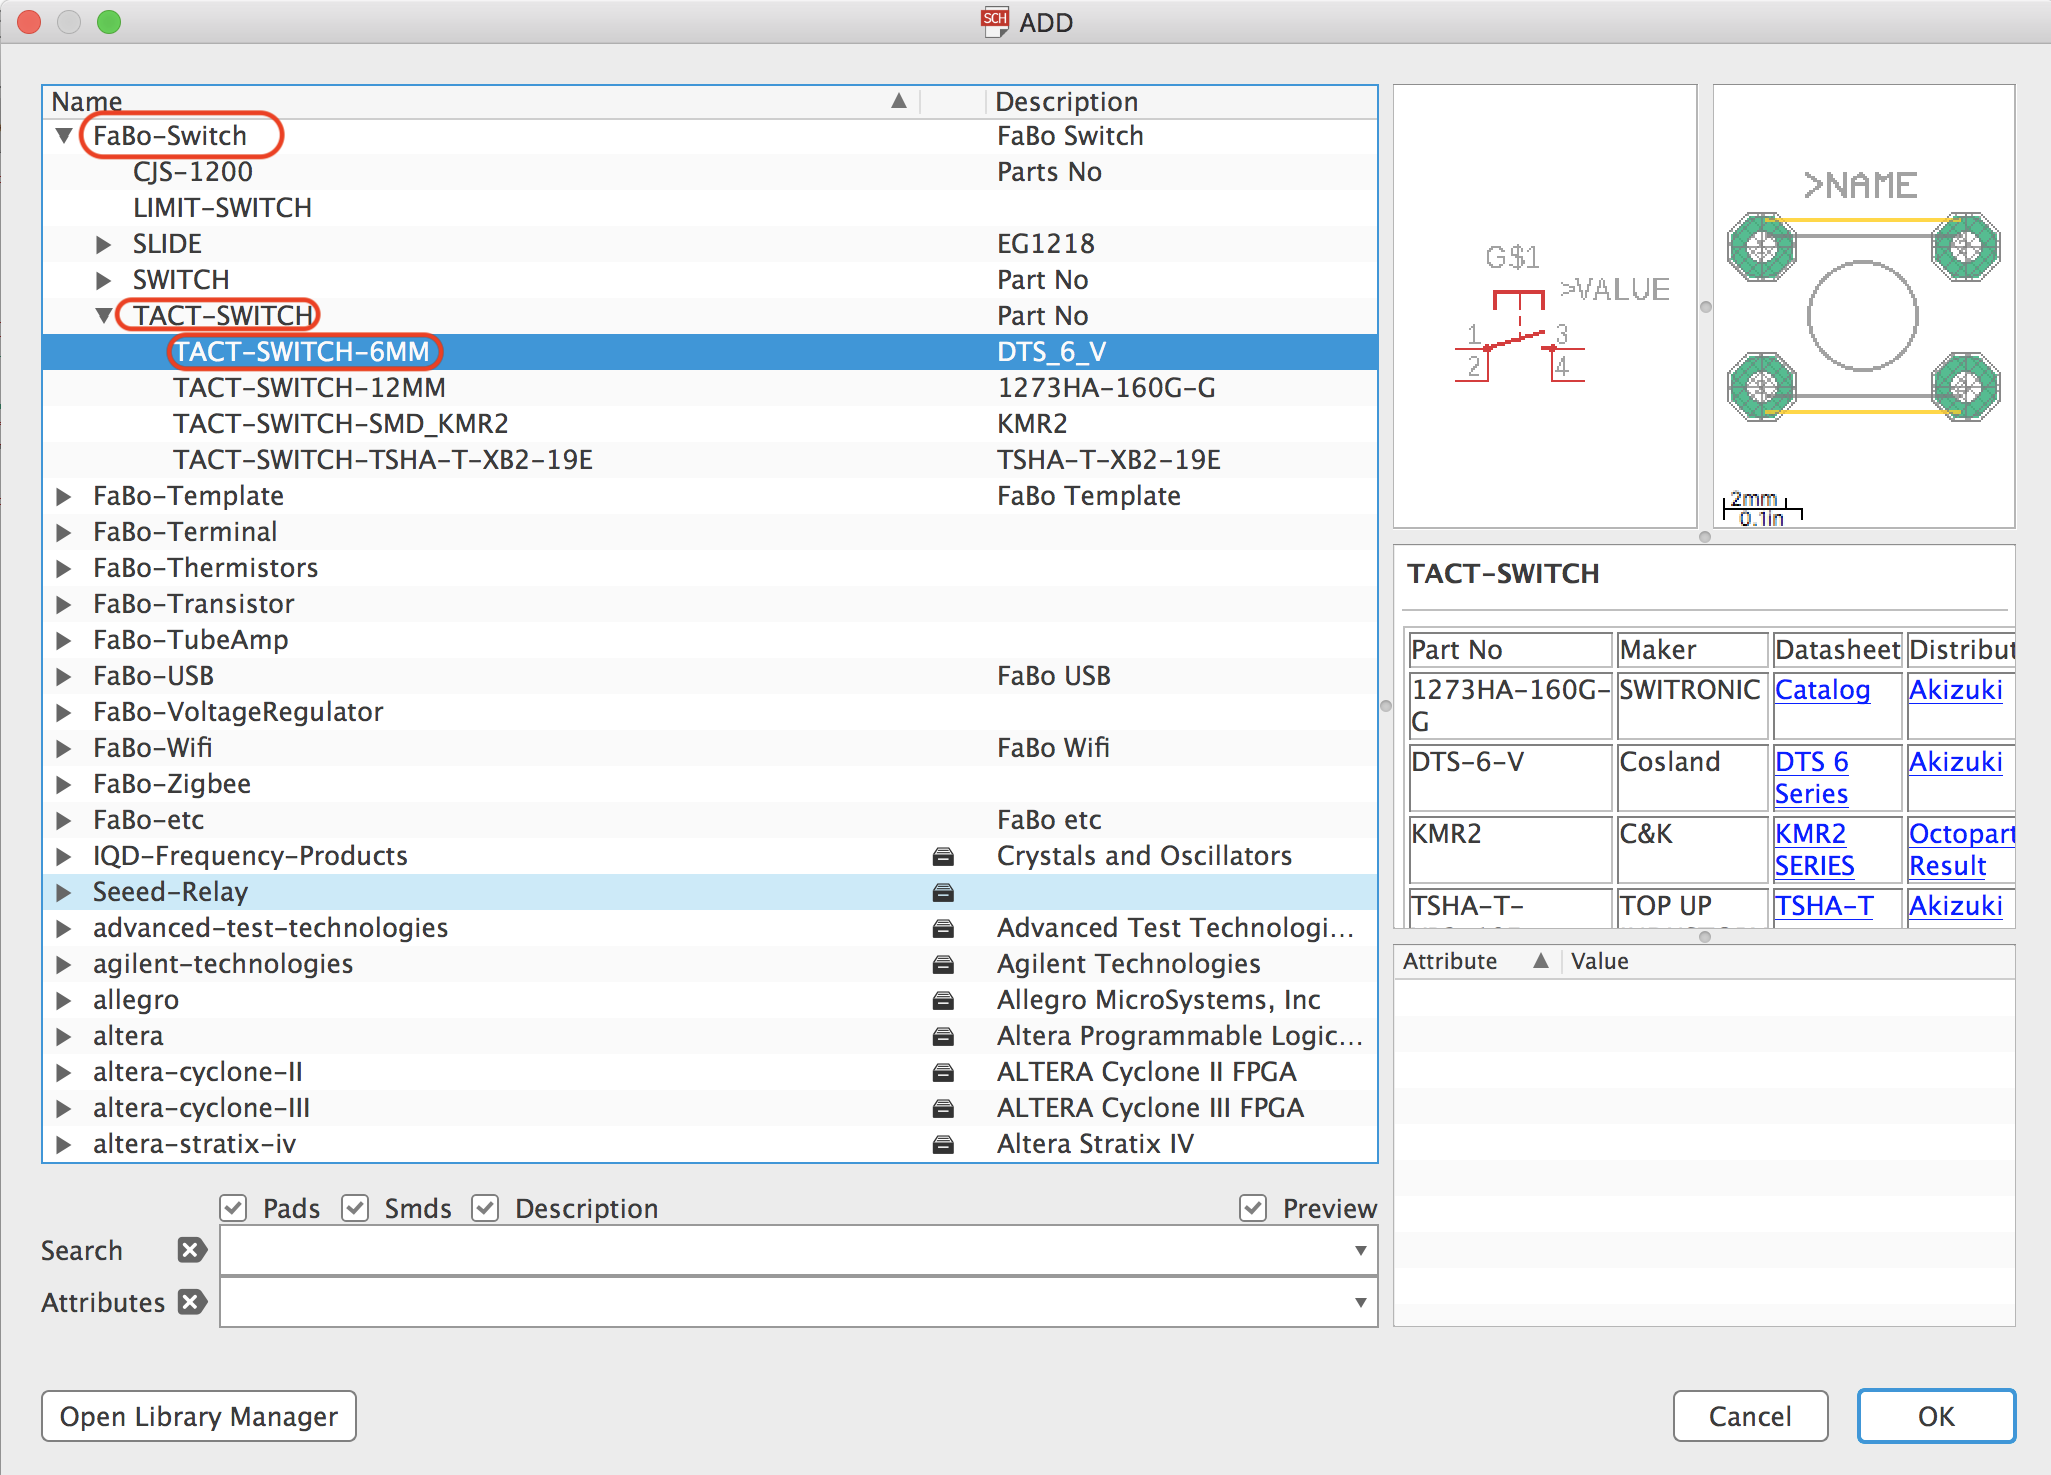 SCH ADD
Name Description
FaBo-Switch FaBo Switch
CJS-1200 Parts No
LIMIT-SWITCH
SLIDE EG1218
SWITCH Part No
TACT-SWITCH Part No
TACT-SWITCH-6MM DTS_6_V
TACT-SWITCH-12MM 1273HA-160G-G
TACT-SWITCH-SMD_KMR2 KMR2
TACT-SWITCH-TSHA-T-XB2-19E TSHA-T-XB2-19E
FaBo-Template FaBo Template
FaBo-Terminal
FaBo-Thermistors
FaBo-Transistor
FaBo-TubeAmp
FaBo-USB FaBo USB
FaBo-VoltageRegulator
FaBo-Wifi FaBo Wifi
FaBo-Zigbee
FaBo-etc FaBo etc
IQD-Frequency-Products Crystals and Oscillators
Seeed-Relay
advanced-test-technologies Advanced Test Technologi...
agilent-technologies Agilent Technologies
allegro Allegro MicroSystems, Inc
altera Altera Programmable Logic...
altera-cyclone-II ALTERA Cyclone II FPGA
altera-cyclone-III ALTERA Cyclone III FPGA
altera-stratix-iv Altera Stratix IV
Pads Smds Description Preview
Search
Attributes
Open Library Manager
G$1
>VALUE
1 3
2 4
>NAME
2mm
0.1in
TACT-SWITCH
Part No Maker Datasheet Distribut
1273HA-160G- SWITRONIC Catalog Akizuki
G
DTS-6-V Cosland DTS 6 Akizuki
Series
KMR2 C&K KMR2 Octopart
SERIES Result
TSHA-T- TOP UP TSHA-T Akizuki
Attribute Value
Cancel OK